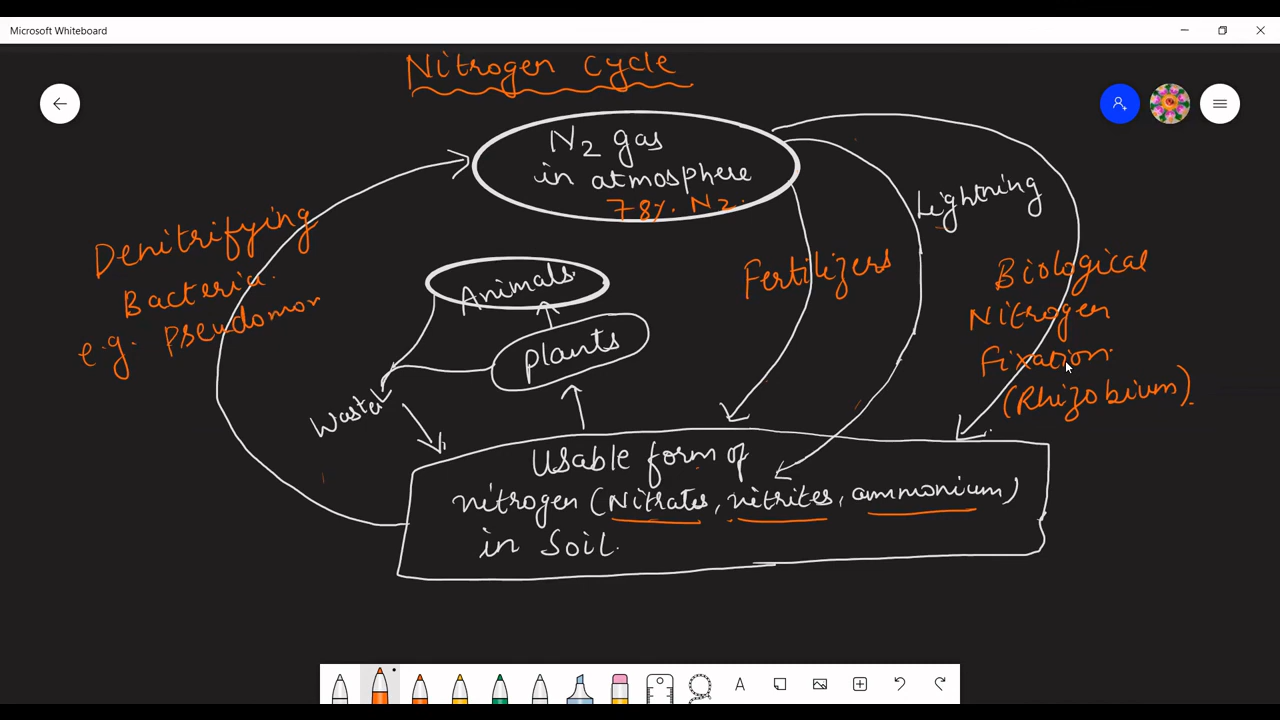 Microsoft Whiteboard
Nitrogen Cycle
N2 gas
in atmosphere
78%. N2.
Lightning
Denitrifying
Bacteria.
e.g. Pseudomon
Animals.
Fertilizers
Biological
Nitrogen
Fixation.
(Rhizobium).
plants
Waste
Usable form of
nitrogen (Nitrates, nitrites, ammonium)
in Soil.
A